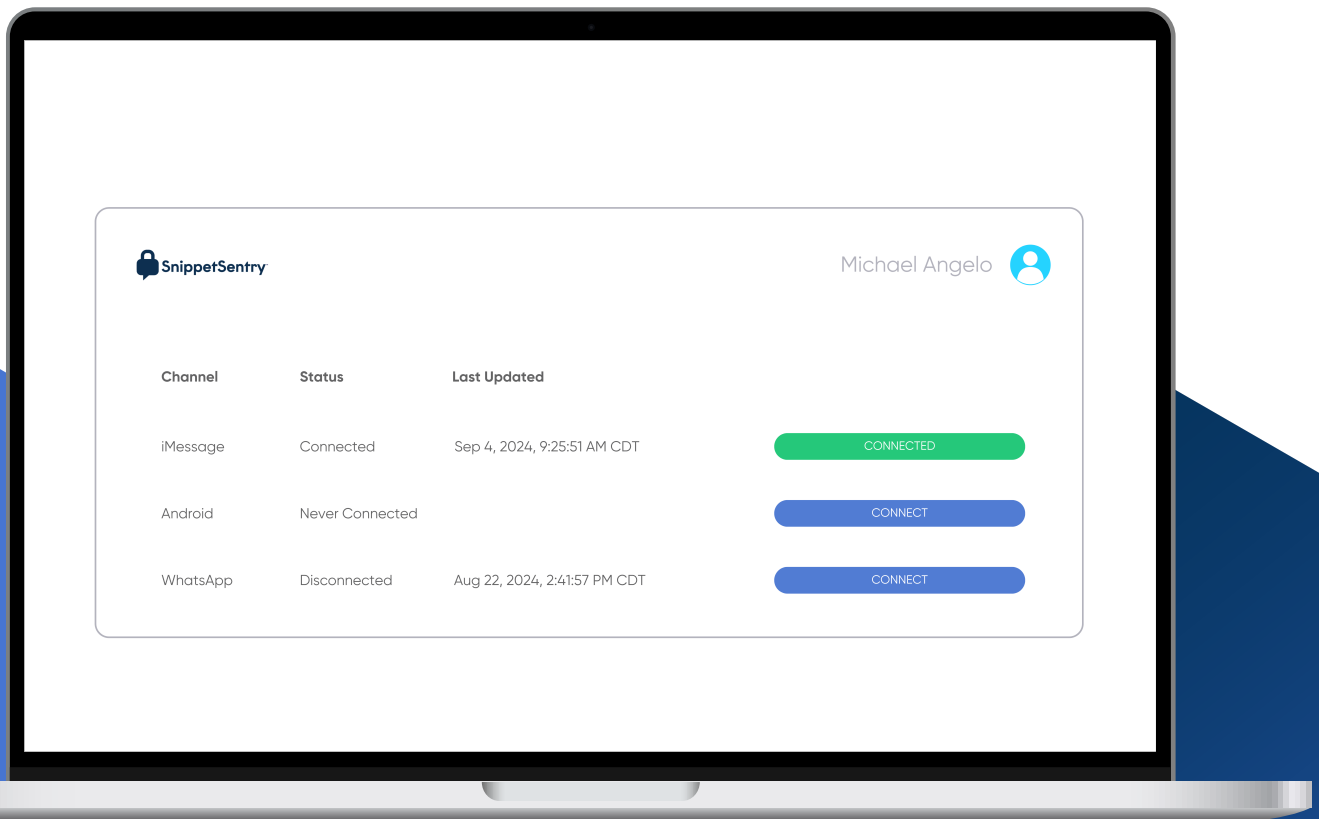 SnippetSentry
Michael Angelo
Channel Status Last Updated
iMessage Connected Sep 4, 2024, 9:25:51 AM CDT CONNECTED
Android Never Connected CONNECT
WhatsApp Disconnected Aug 22, 2024, 2:41:57 PM CDT CONNECT